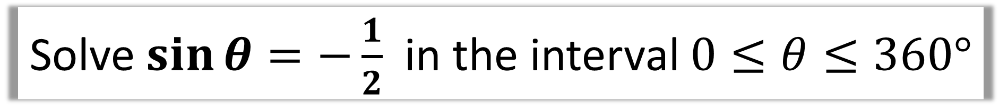 Solve sin θ = − 1/2 in the interval 0 ≤ θ ≤ 360°